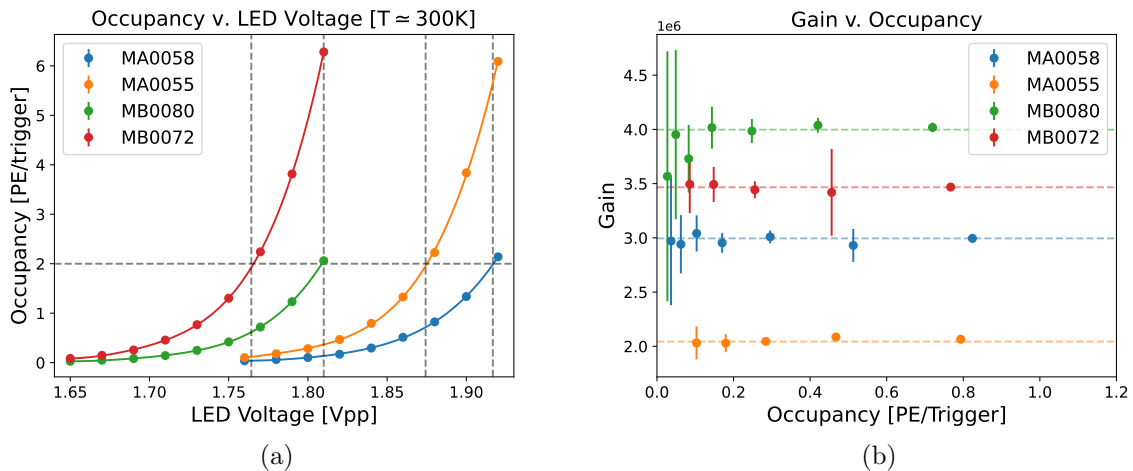 Occupancy v. LED Voltage [T ≃ 300K]
MA0058
MA0055
MB0080
MB0072
Occupancy [PE/trigger]
6
5
4
3
2
1
0
1.65
1.70
1.75
1.80
1.85
1.90
LED Voltage [Vpp]
(a)
Gain v. Occupancy
1e6
MA0058
MA0055
MB0080
MB0072
Gain
4.5
4.0
3.5
3.0
2.5
2.0
0.0
0.2
0.4
0.6
0.8
1.0
1.2
Occupancy [PE/Trigger]
(b)